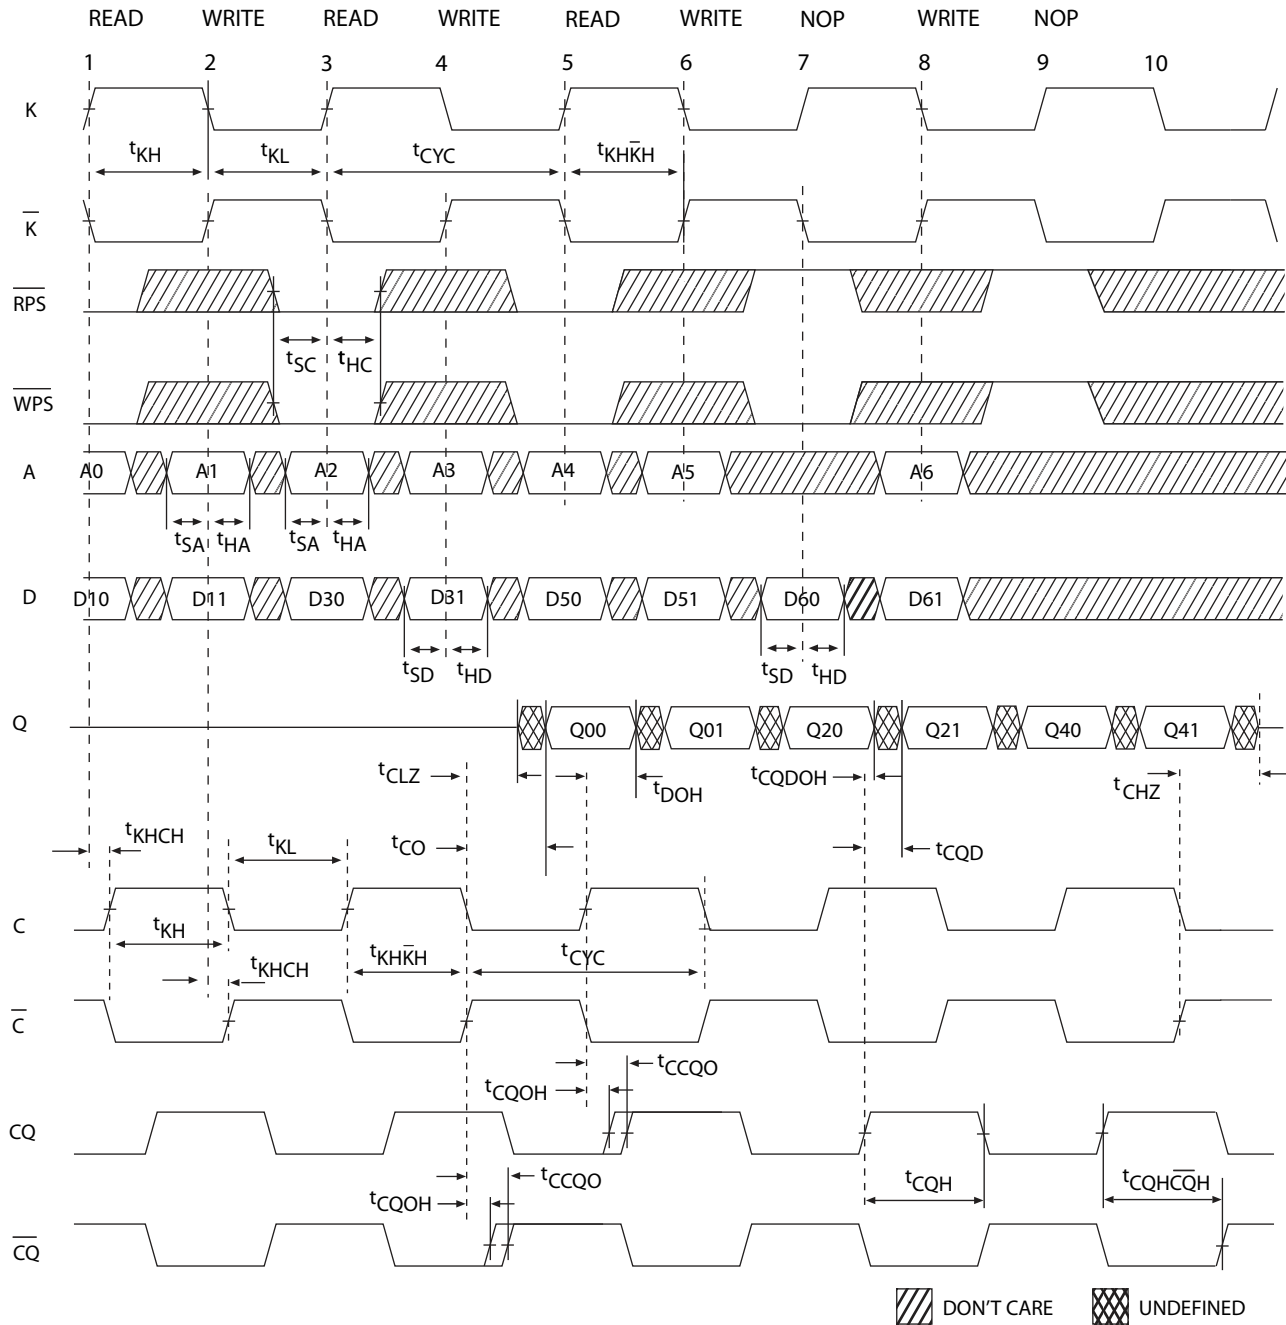 READ WRITE READ WRITE READ WRITE NOP WRITE NOP
1 2 3 4 5 6 7 8 9 10
K
tKH tKL tCYC tKHK̅H
K̅
R̅P̅S̅
tSC tHC
W̅P̅S̅
A A0 A1 A2 A3 A4 A5 A6
tSA tHA tSA tHA
D D10 D11 D30 D31 D50 D51 D60 D61
tSD tHD tSD tHD
Q Q00 Q01 Q20 Q21 Q40 Q41
tCLZ tDOH tCQDOH tCHZ
tKHCH tKL tCO tCQD
C
tKH tKHK̅H tCYC
tKHCH
C̅
tCCQO
tCQOH
CQ
tCCQO tCQH tCQHC̅Q̅H
tCQOH
C̅Q̅
DON'T CARE UNDEFINED